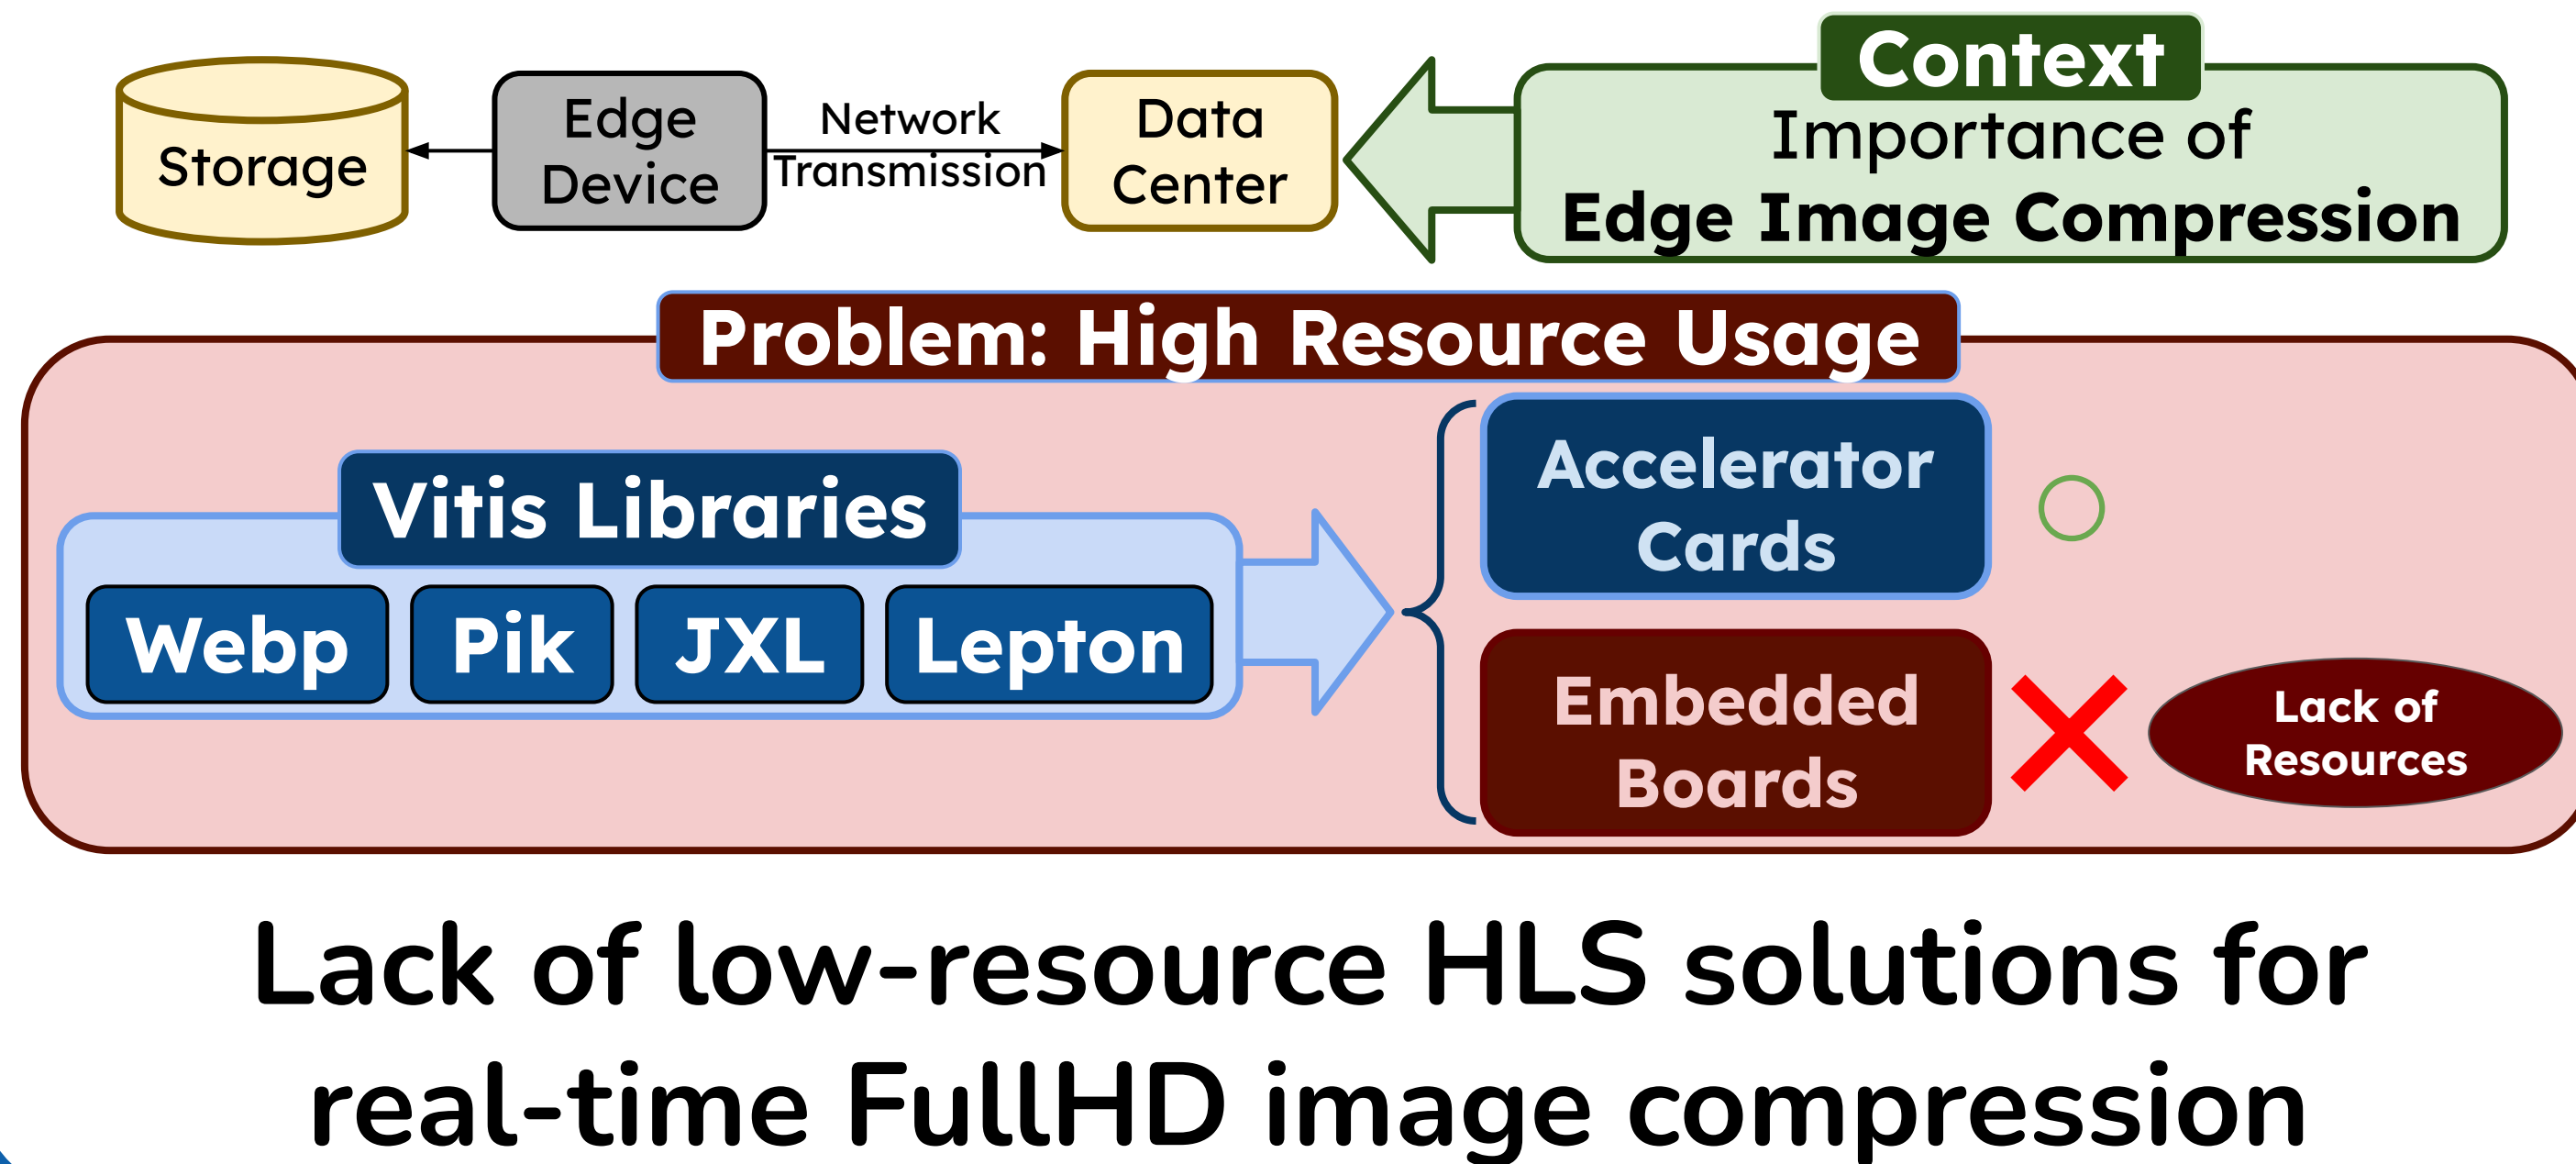 Storage
Edge
Device
Network
Transmission
Data
Center
Context
Importance of
Edge Image Compression
Problem: High Resource Usage
Vitis Libraries
Webp
Pik
JXL
Lepton
Accelerator
Cards
Embedded
Boards
Lack of
Resources
Lack of low-resource HLS solutions for
real-time FullHD image compression